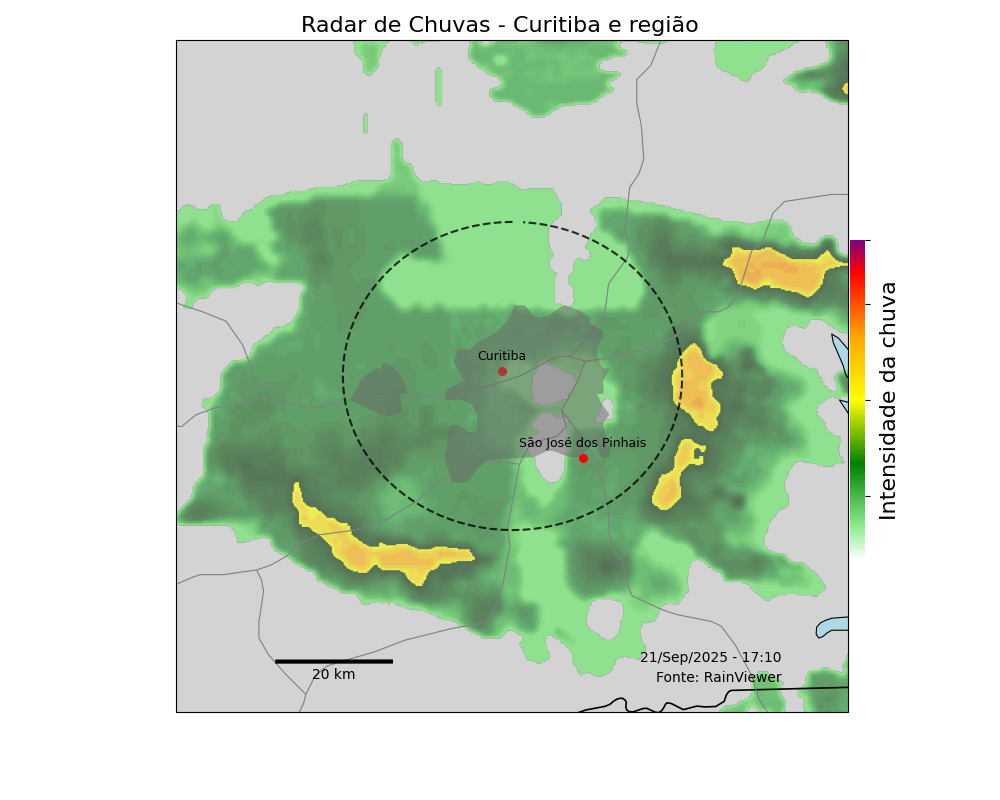 Radar de Chuvas - Curitiba e região
Curitiba
São José dos Pinhais
Intensidade da chuva
21/Sep/2025 - 17:10
Fonte: RainViewer
20 km